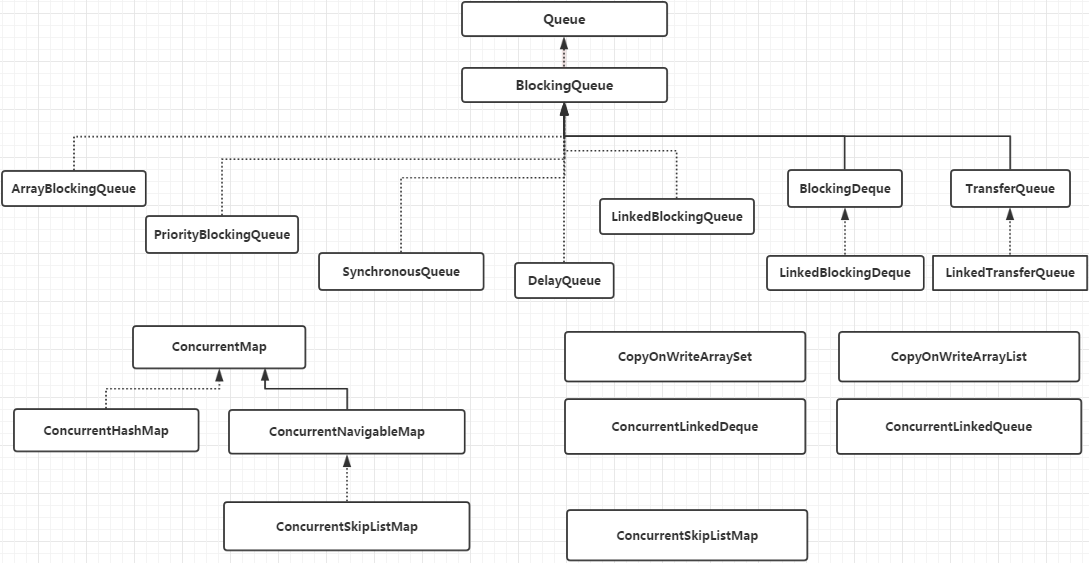 Queue
BlockingQueue
ArrayBlockingQueue
BlockingDeque
TransferQueue
LinkedBlockingQueue
PriorityBlockingQueue
SynchronousQueue
DelayQueue
LinkedBlockingDeque
LinkedTransferQueue
ConcurrentMap
CopyOnWriteArraySet
CopyOnWriteArrayList
ConcurrentHashMap
ConcurrentNavigableMap
ConcurrentLinkedDeque
ConcurrentLinkedQueue
ConcurrentSkipListMap
ConcurrentSkipListMap